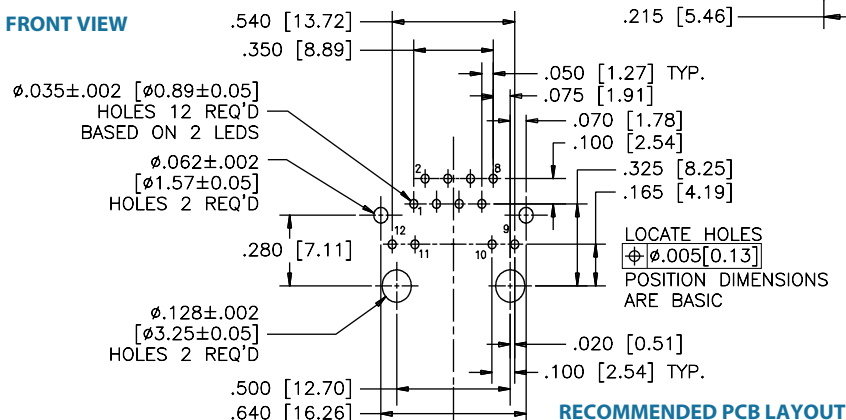 FRONT VIEW
.540 [13.72]
.215 [5.46]
.350 [8.89]
.050 [1.27] TYP.
ø.035±.002 [ø0.89±0.05]
HOLES 12 REQ'D
BASED ON 2 LEDS
.075 [1.91]
.070 [1.78]
.100 [2.54]
ø.062±.002
[ø1.57±0.05]
HOLES 2 REQ'D
2
8
.325 [8.25]
.165 [4.19]
1
12
9
11
10
.280 [7.11]
LOCATE HOLES
⌖ ø.005[0.13]
POSITION DIMENSIONS
ARE BASIC
ø.128±.002
[ø3.25±0.05]
HOLES 2 REQ'D
.020 [0.51]
.100 [2.54] TYP.
.500 [12.70]
.640 [16.26]
RECOMMENDED PCB LAYOUT